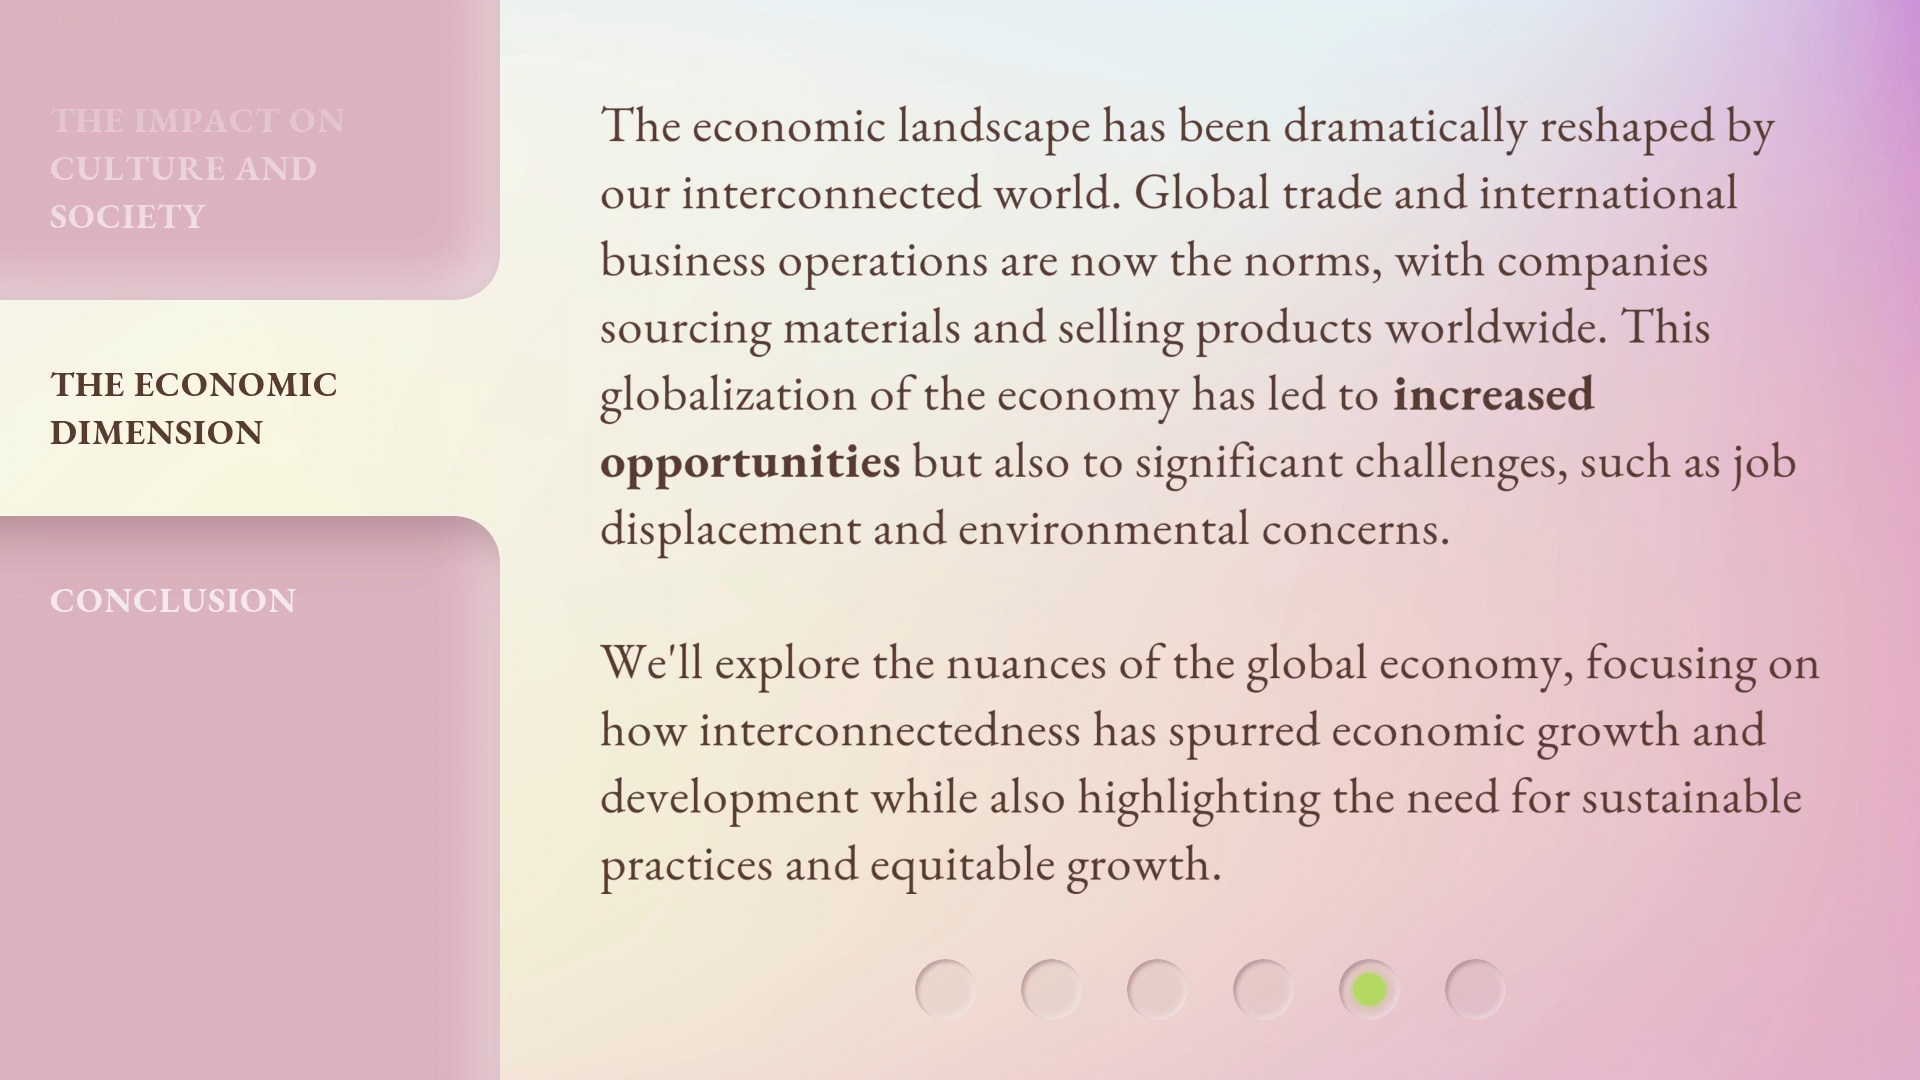 THE IMPACT ON
CULTURE AND
SOCIETY
THE ECONOMIC
DIMENSION
CONCLUSION
The economic landscape has been dramatically reshaped by
our interconnected world. Global trade and international
business operations are now the norms, with companies
sourcing materials and selling products worldwide. This
globalization of the economy has led to increased
opportunities but also to significant challenges, such as job
displacement and environmental concerns.
We'll explore the nuances of the global economy, focusing on
how interconnectedness has spurred economic growth and
development while also highlighting the need for sustainable
practices and equitable growth.